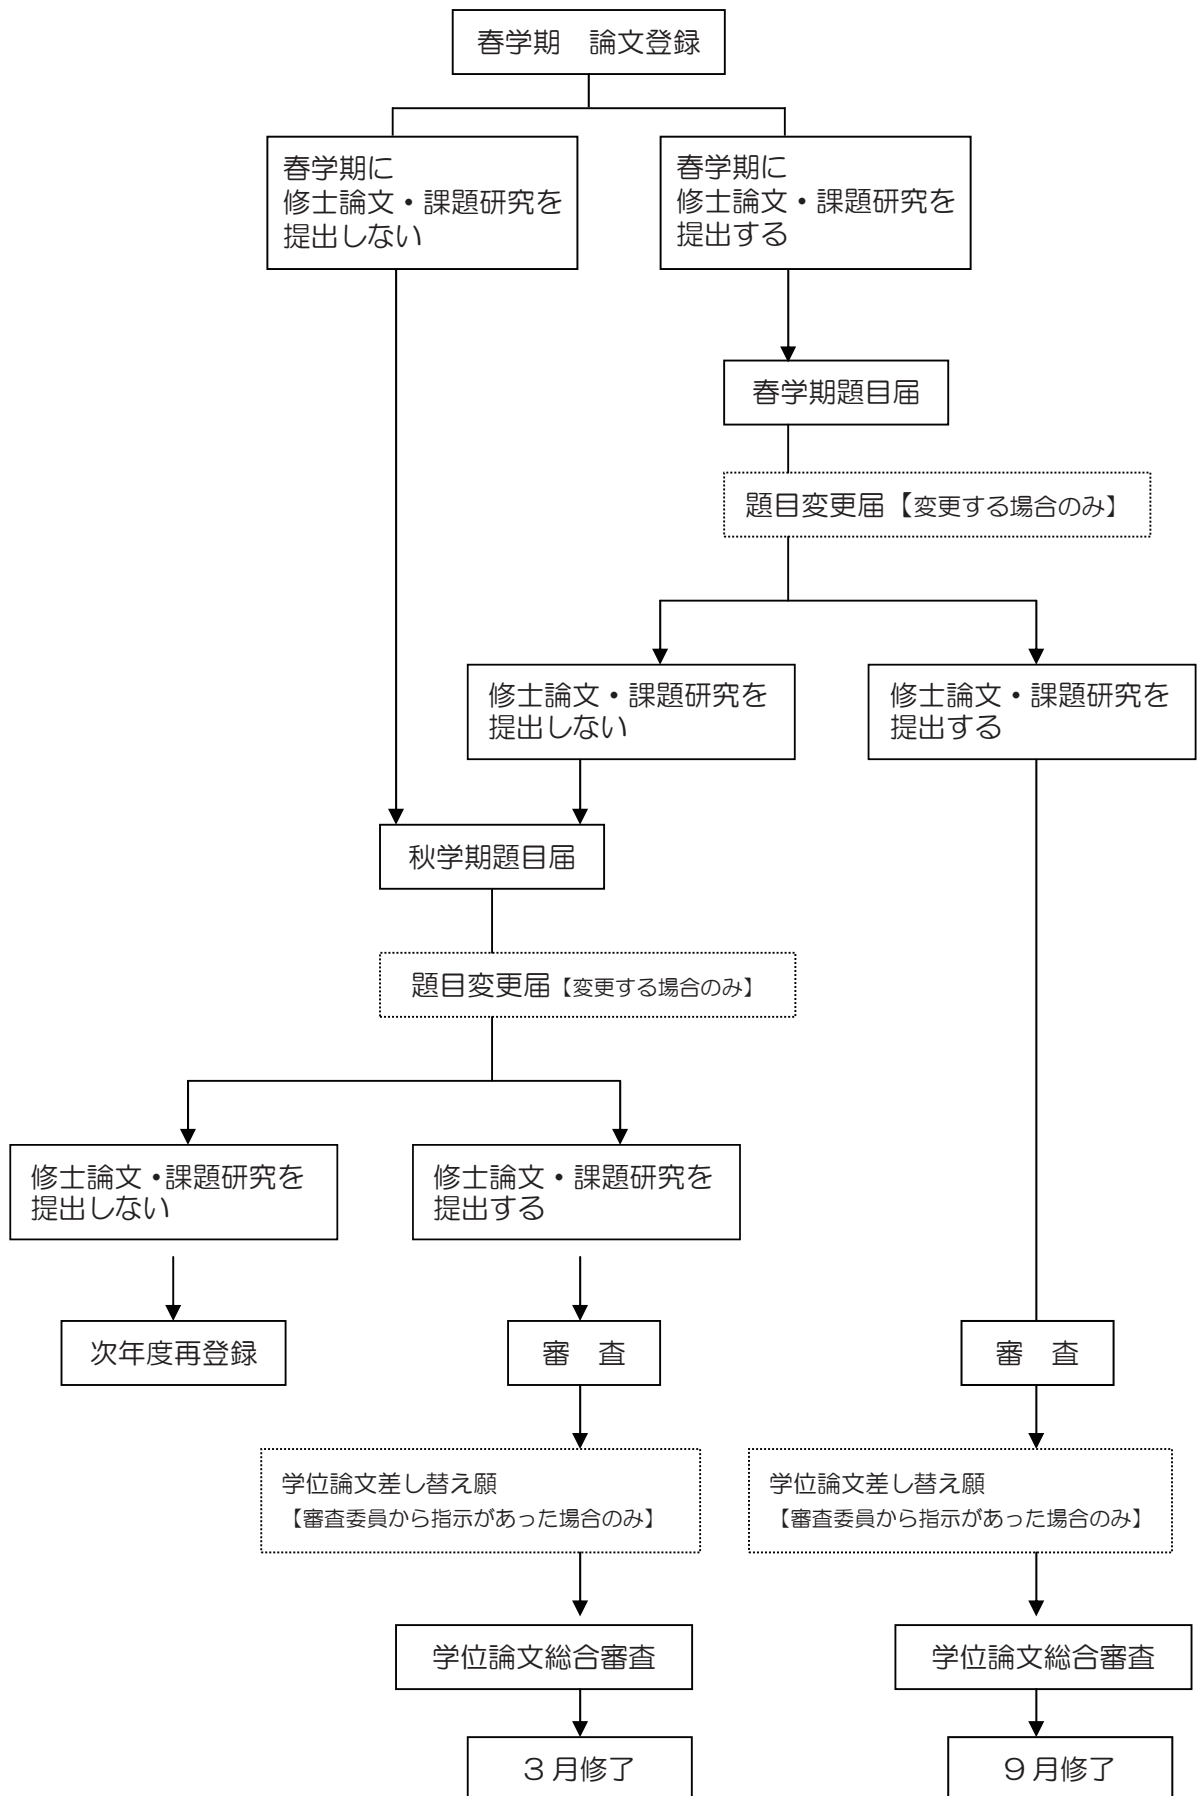 春学期　論文登録
春学期に
修士論文・課題研究を
提出しない
春学期に
修士論文・課題研究を
提出する
春学期題目届
題目変更届【変更する場合のみ】
修士論文・課題研究を
提出しない
修士論文・課題研究を
提出する
秋学期題目届
題目変更届【変更する場合のみ】
修士論文・課題研究を
提出しない
修士論文・課題研究を
提出する
次年度再登録
審　査
審　査
学位論文差し替え願
【審査委員から指示があった場合のみ】
学位論文差し替え願
【審査委員から指示があった場合のみ】
学位論文総合審査
学位論文総合審査
３月修了
９月修了